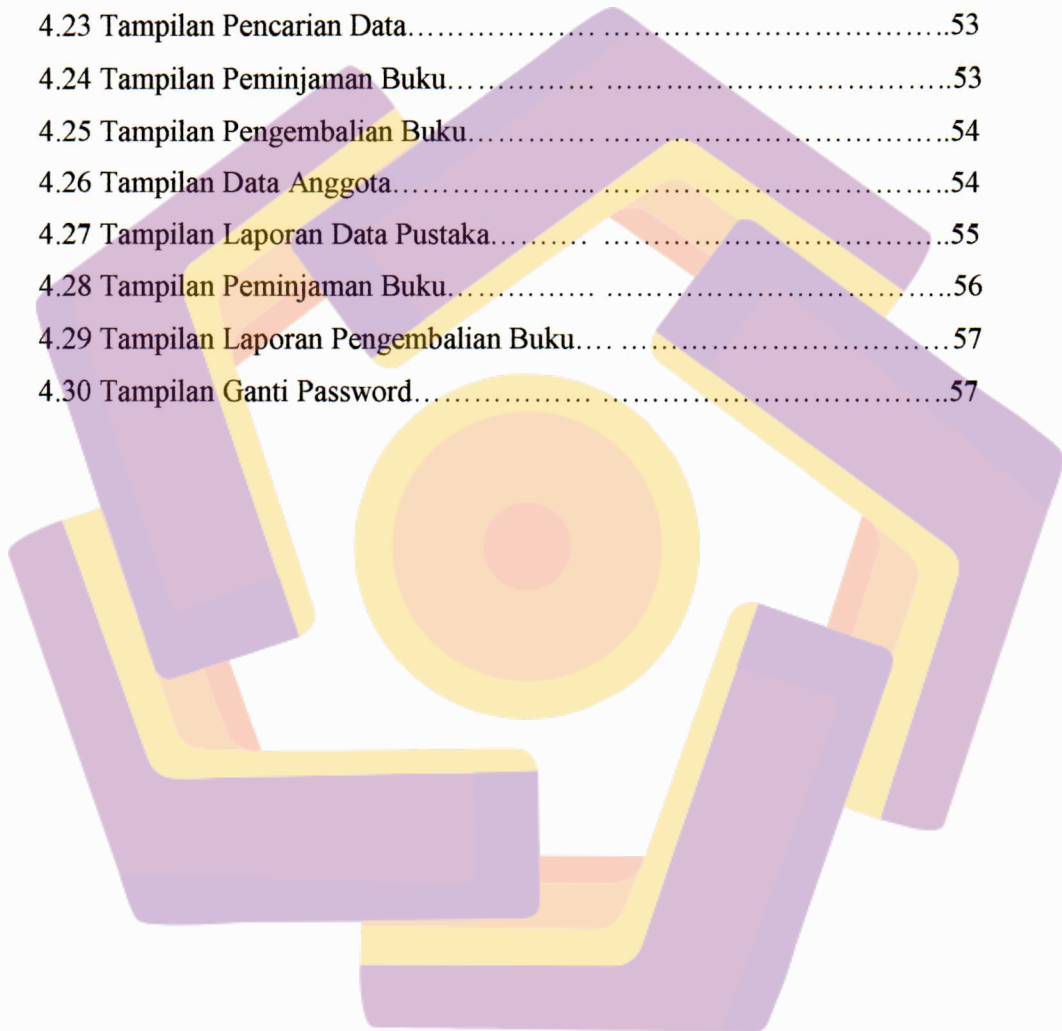 4.23 Tampilan Pencarian Data…………………… ……………………………………..53
4.24 Tampilan Peminjaman Buku……………… ……………………………………..53
4.25 Tampilan Pengembalian Buku…………… ……………………………………..54
4.26 Tampilan Data Anggota………………….. ……………………………………..54
4.27 Tampilan Laporan Data Pustaka……… ……………………………………..55
4.28 Tampilan Peminjaman Buku……………… ……………………………………..56
4.29 Tampilan Laporan Pengembalian Buku…. ……………………………………..57
4.30 Tampilan Ganti Password………………… ……………………………………..57